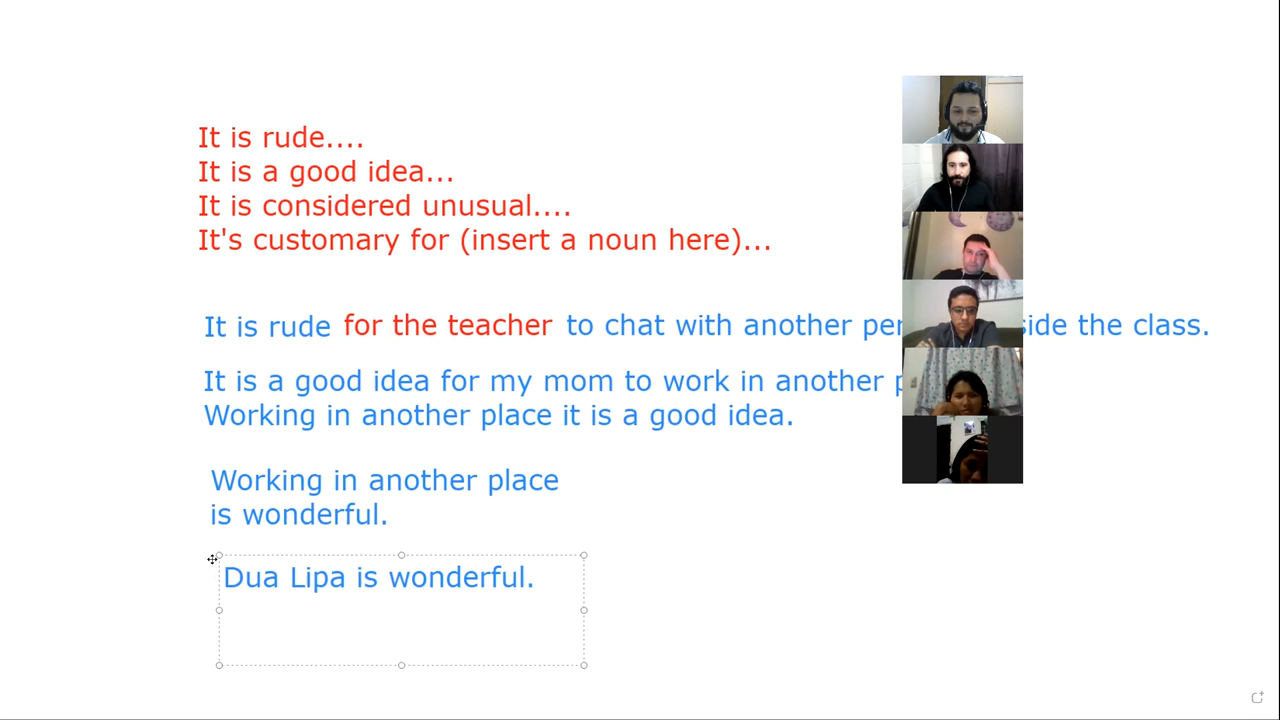 It is rude....
It is a good idea...
It is considered unusual....
It's customary for (insert a noun here)...
It is rude for the teacher to chat with another side the class.
It is a good idea for my mom to work in another
Working in another place it is a good idea.
Working in another place
is wonderful.
Dua Lipa is wonderful.